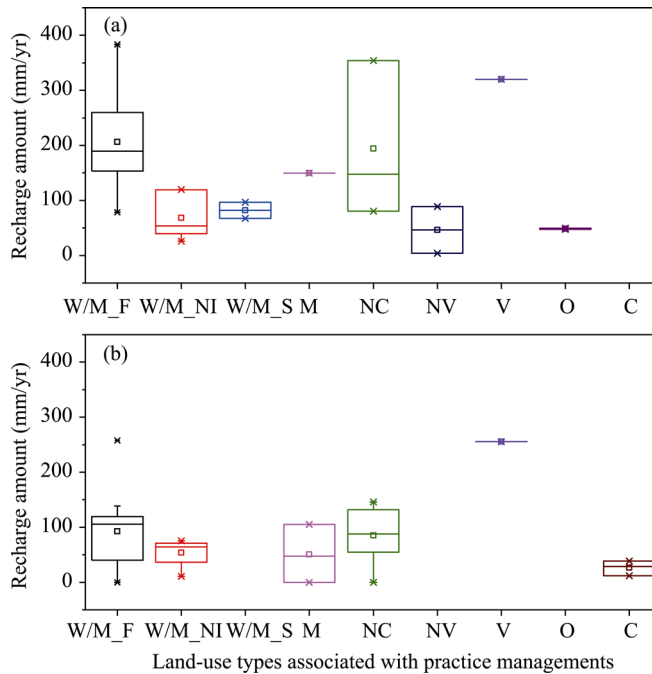 (a)
Recharge amount (mm/yr)
400
300
200
100
0
W/M_F W/M_NI W/M_S M NC NV V O C
(b)
Recharge amount (mm/yr)
400
300
200
100
0
W/M_F W/M_NI W/M_S M NC NV V O C
Land-use types associated with practice managements